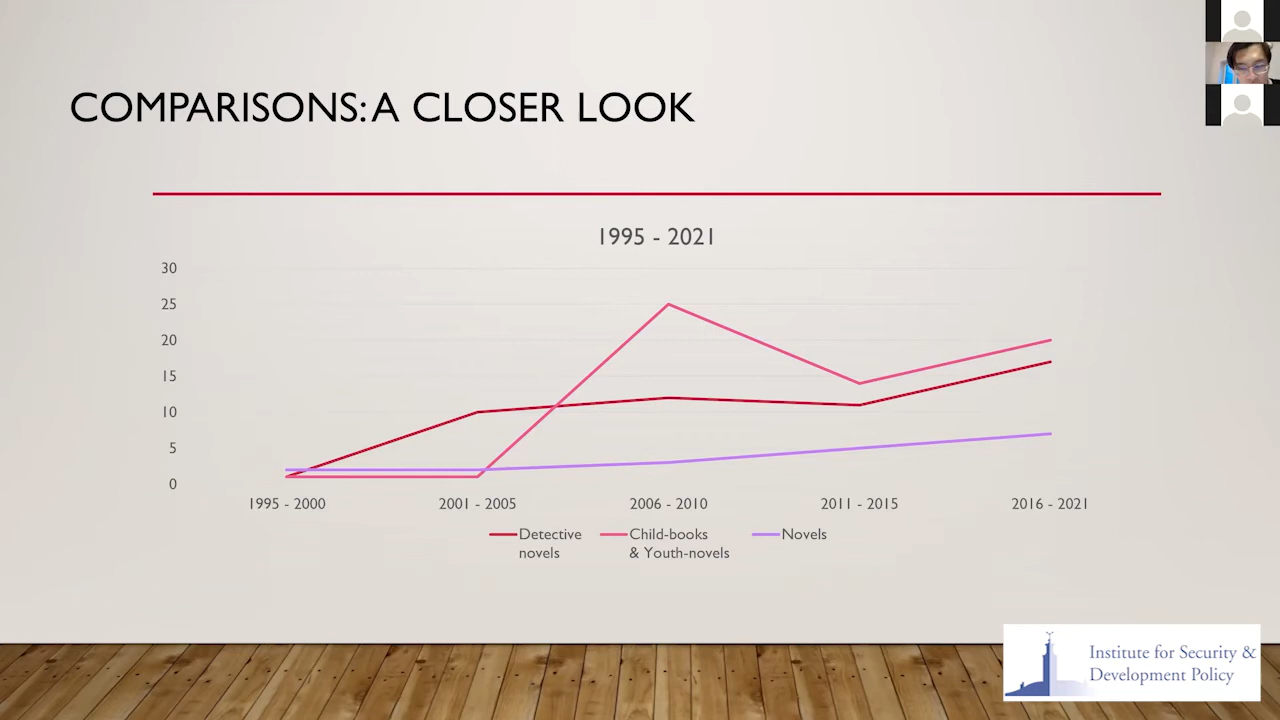 COMPARISONS: A CLOSER LOOK
1995 - 2021
30
25
20
15
10
5
0
1995 - 2000 2001 - 2005 2006 - 2010 2011 - 2015 2016 - 2021
Detective novels
Child-books & Youth-novels
Novels
Institute for Security &
Development Policy